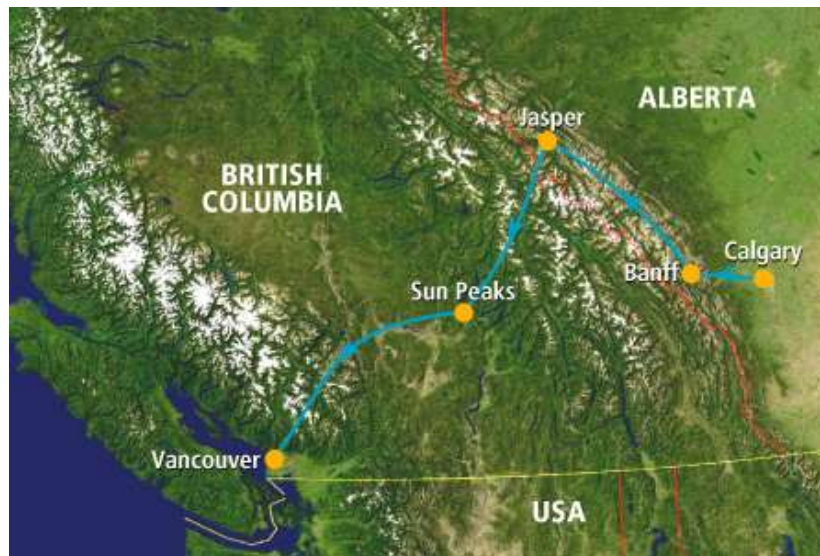 ALBERTA
Jasper
BRITISH
COLUMBIA
Calgary
Banff
Sun Peaks
Vancouver
USA